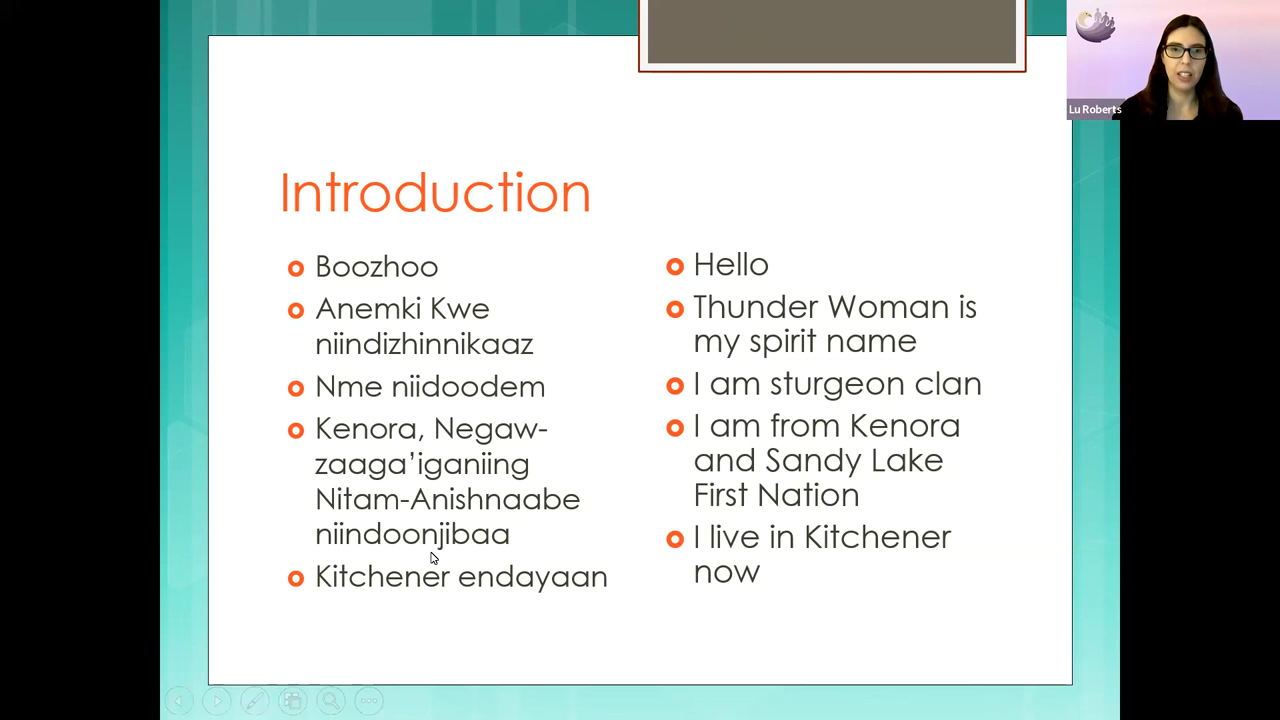 Lu Roberts
Introduction
Boozhoo
Anemki Kwe
niindizhinnikaaz
Nme niidoodem
Kenora, Negaw-
zaaga’iganiing
Nitam-Anishnaabe
niindoonjibaa
Kitchener endayaan
Hello
Thunder Woman is
my spirit name
I am sturgeon clan
I am from Kenora
and Sandy Lake
First Nation
I live in Kitchener
now